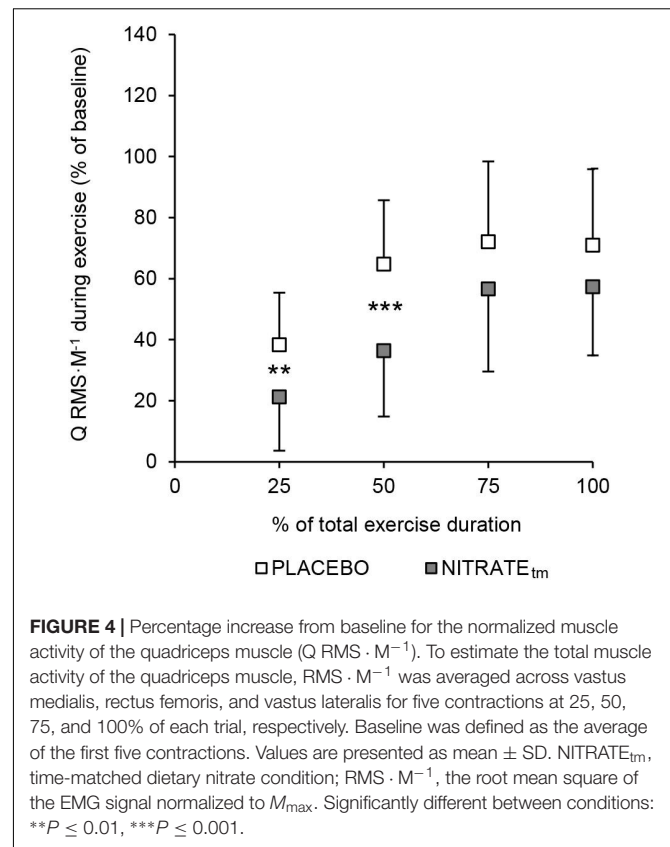 140
120
100
80
60
40
20
0
Q RMS·M⁻¹ during exercise (% of baseline)
**
***
0 25 50 75 100
% of total exercise duration
PLACEBO NITRATEtm
FIGURE 4 | Percentage increase from baseline for the normalized muscle
activity of the quadriceps muscle (Q RMS · M⁻¹). To estimate the total muscle
activity of the quadriceps muscle, RMS · M⁻¹ was averaged across vastus
medialis, rectus femoris, and vastus lateralis for five contractions at 25, 50,
75, and 100% of each trial, respectively. Baseline was defined as the average
of the first five contractions. Values are presented as mean ± SD. NITRATEtm,
time-matched dietary nitrate condition; RMS · M⁻¹, the root mean square of
the EMG signal normalized to Mmax. Significantly different between conditions:
**P ≤ 0.01, ***P ≤ 0.001.